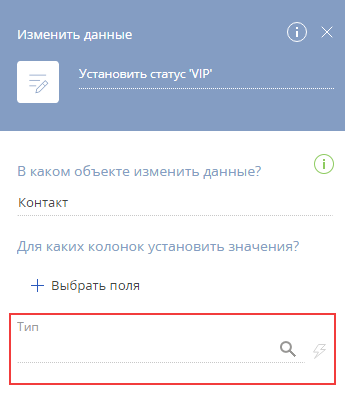 Изменить данные
Установить статус 'VIP'
В каком объекте изменить данные?
Контакт
Для каких колонок установить значения?
+ Выбрать поля
Тип